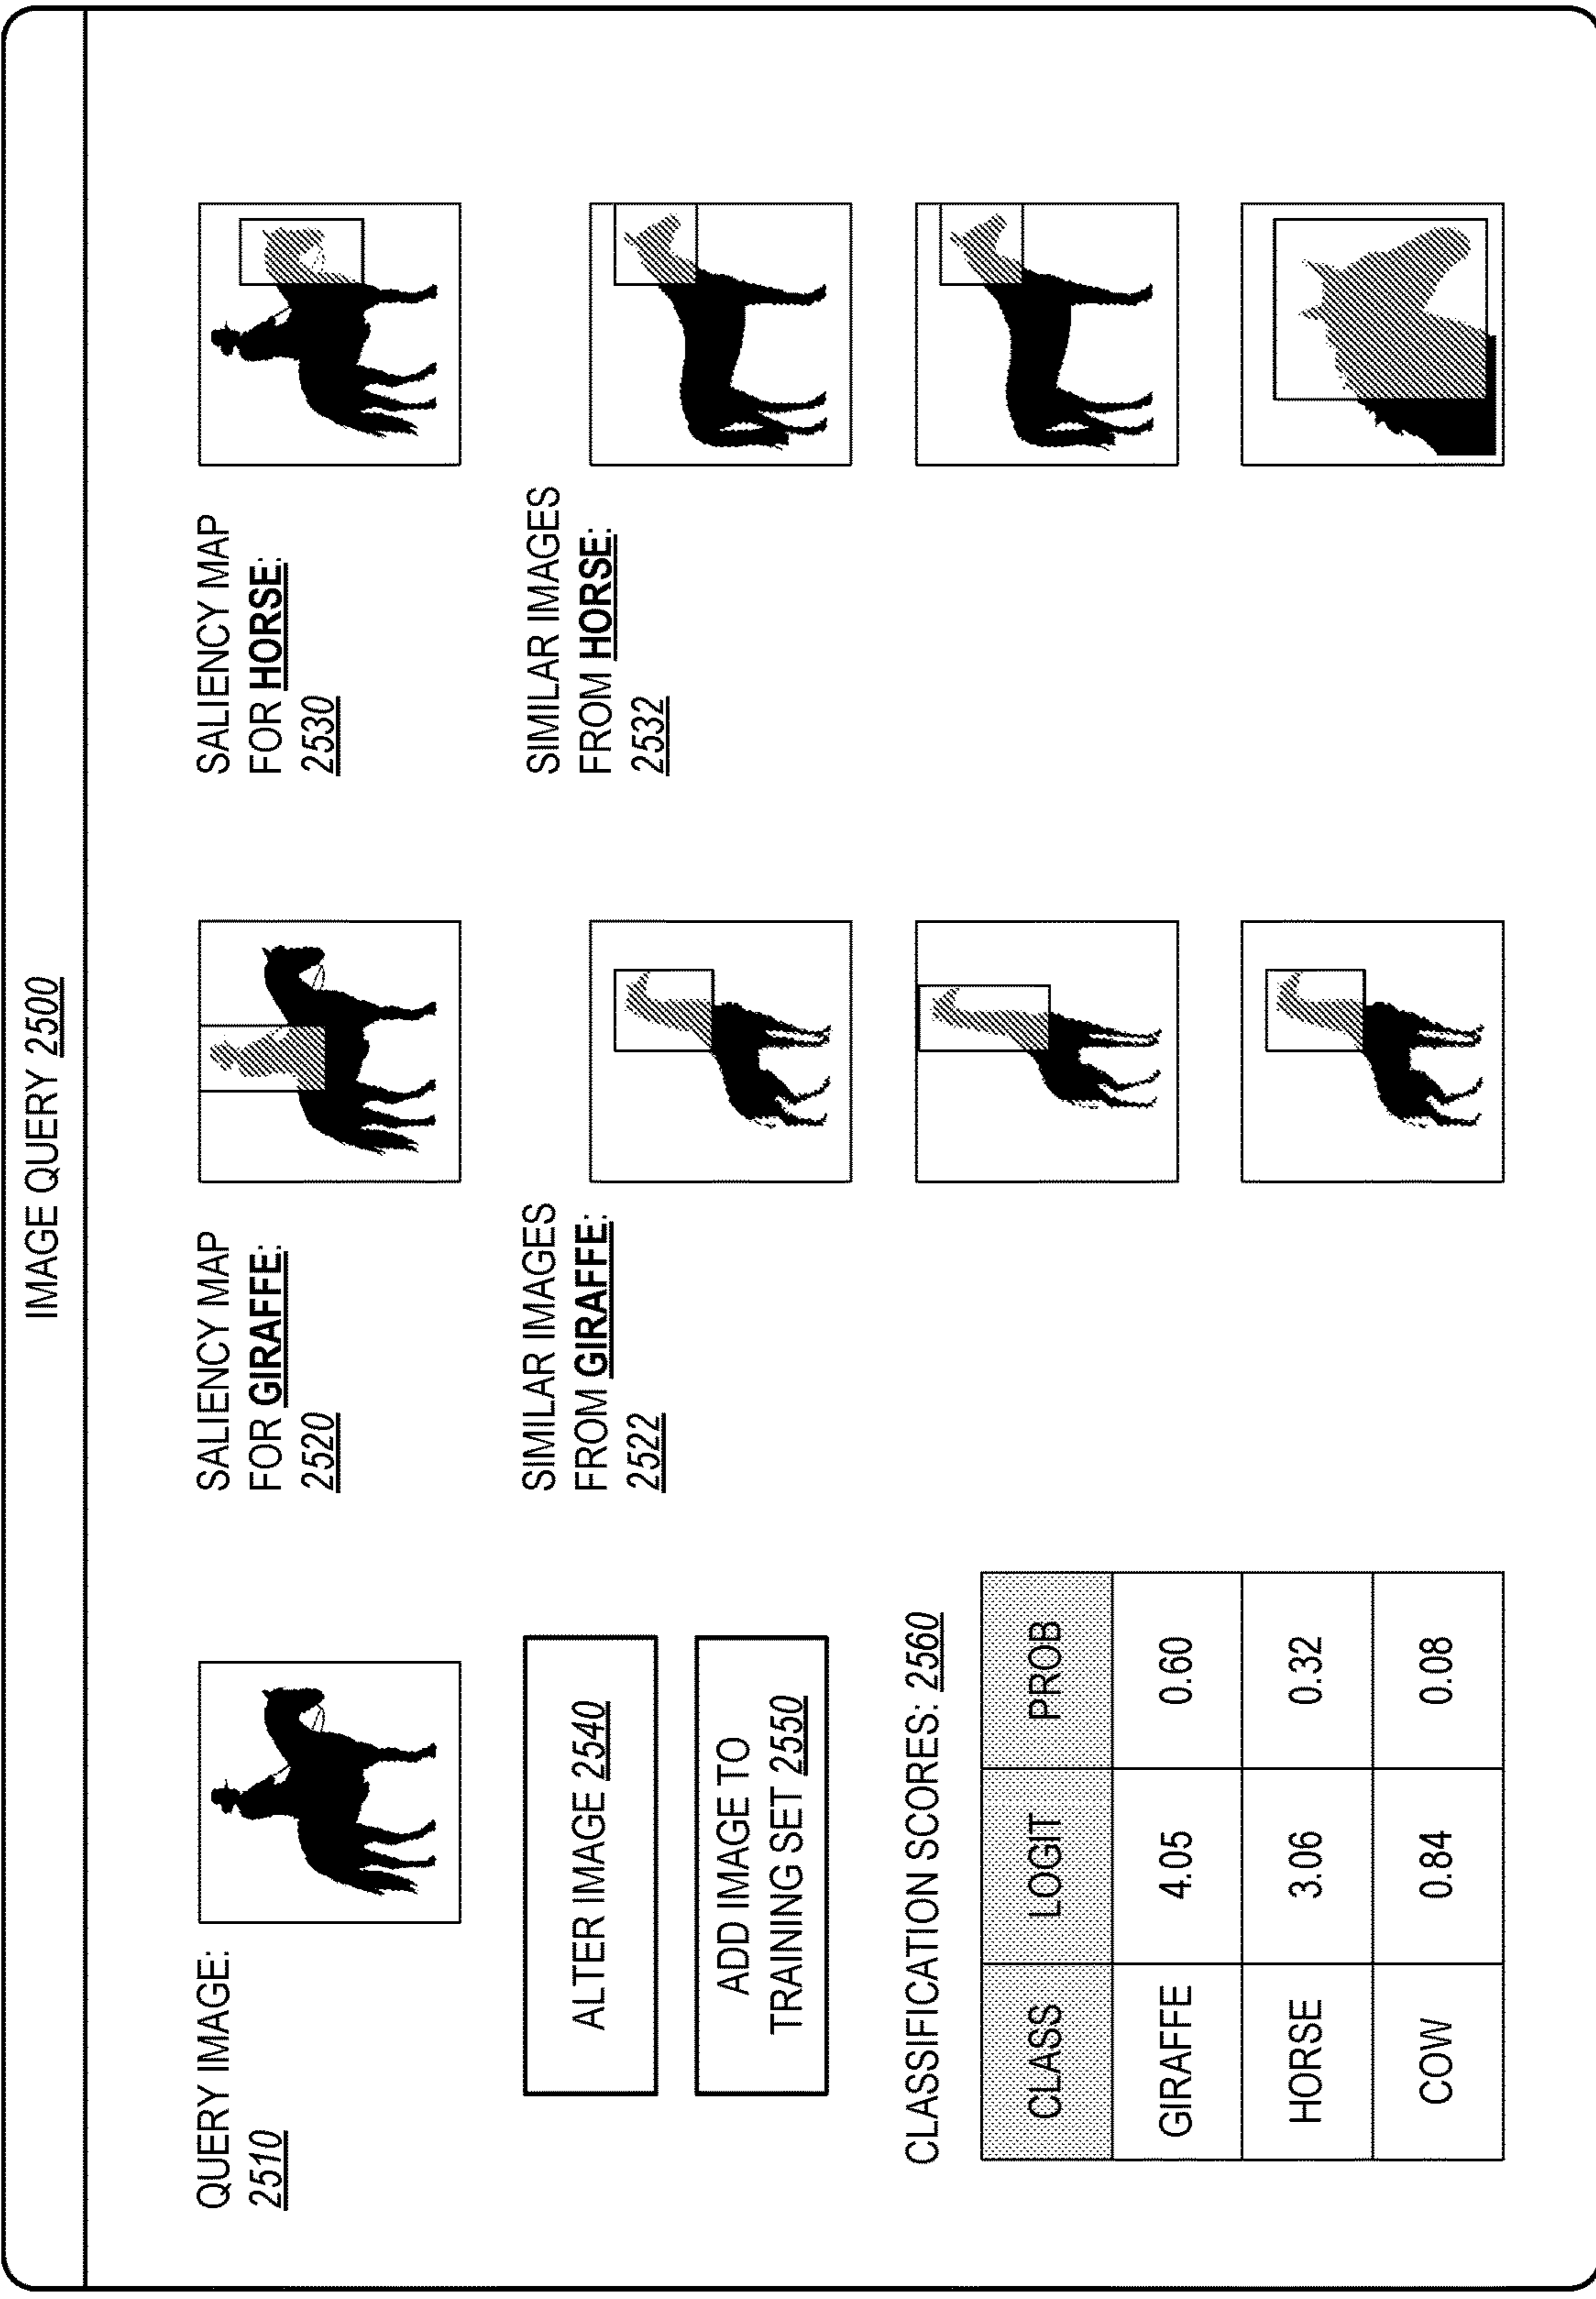 IMAGE QUERY 2500
QUERY IMAGE:
2510
ALTER IMAGE 2540
ADD IMAGE TO
TRAINING SET 2550
CLASSIFICATION SCORES: 2560
CLASS LOGIT PROB
GIRAFFE 4.05 0.60
HORSE 3.06 0.32
COW 0.84 0.08
SALIENCY MAP
FOR GIRAFFE:
2520
SIMILAR IMAGES
FROM GIRAFFE:
2522
SALIENCY MAP
FOR HORSE:
2530
SIMILAR IMAGES
FROM HORSE:
2532